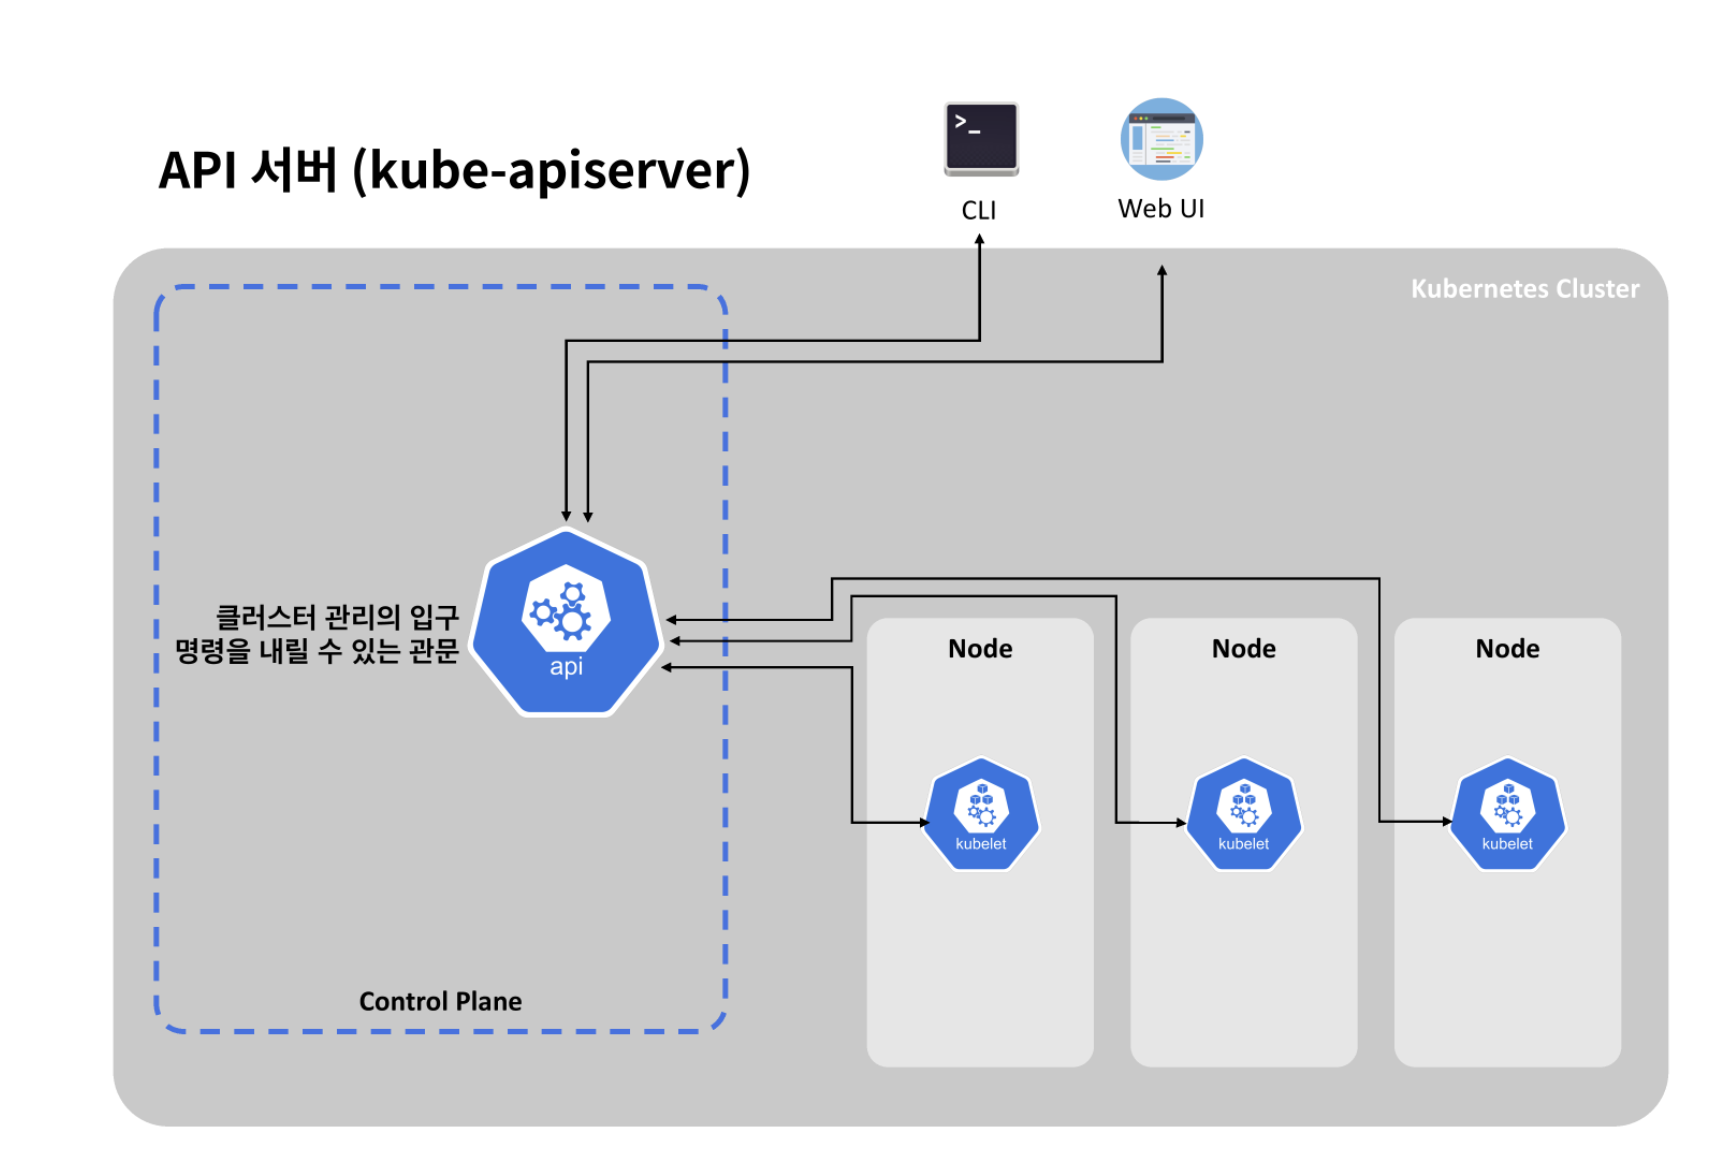 API 서버 (kube-apiserver)
>_
CLI
Web UI
Kubernetes Cluster
클러스터 관리의 입구
명령을 내릴 수 있는 관문
api
Node
Node
Node
kubelet
kubelet
kubelet
Control Plane